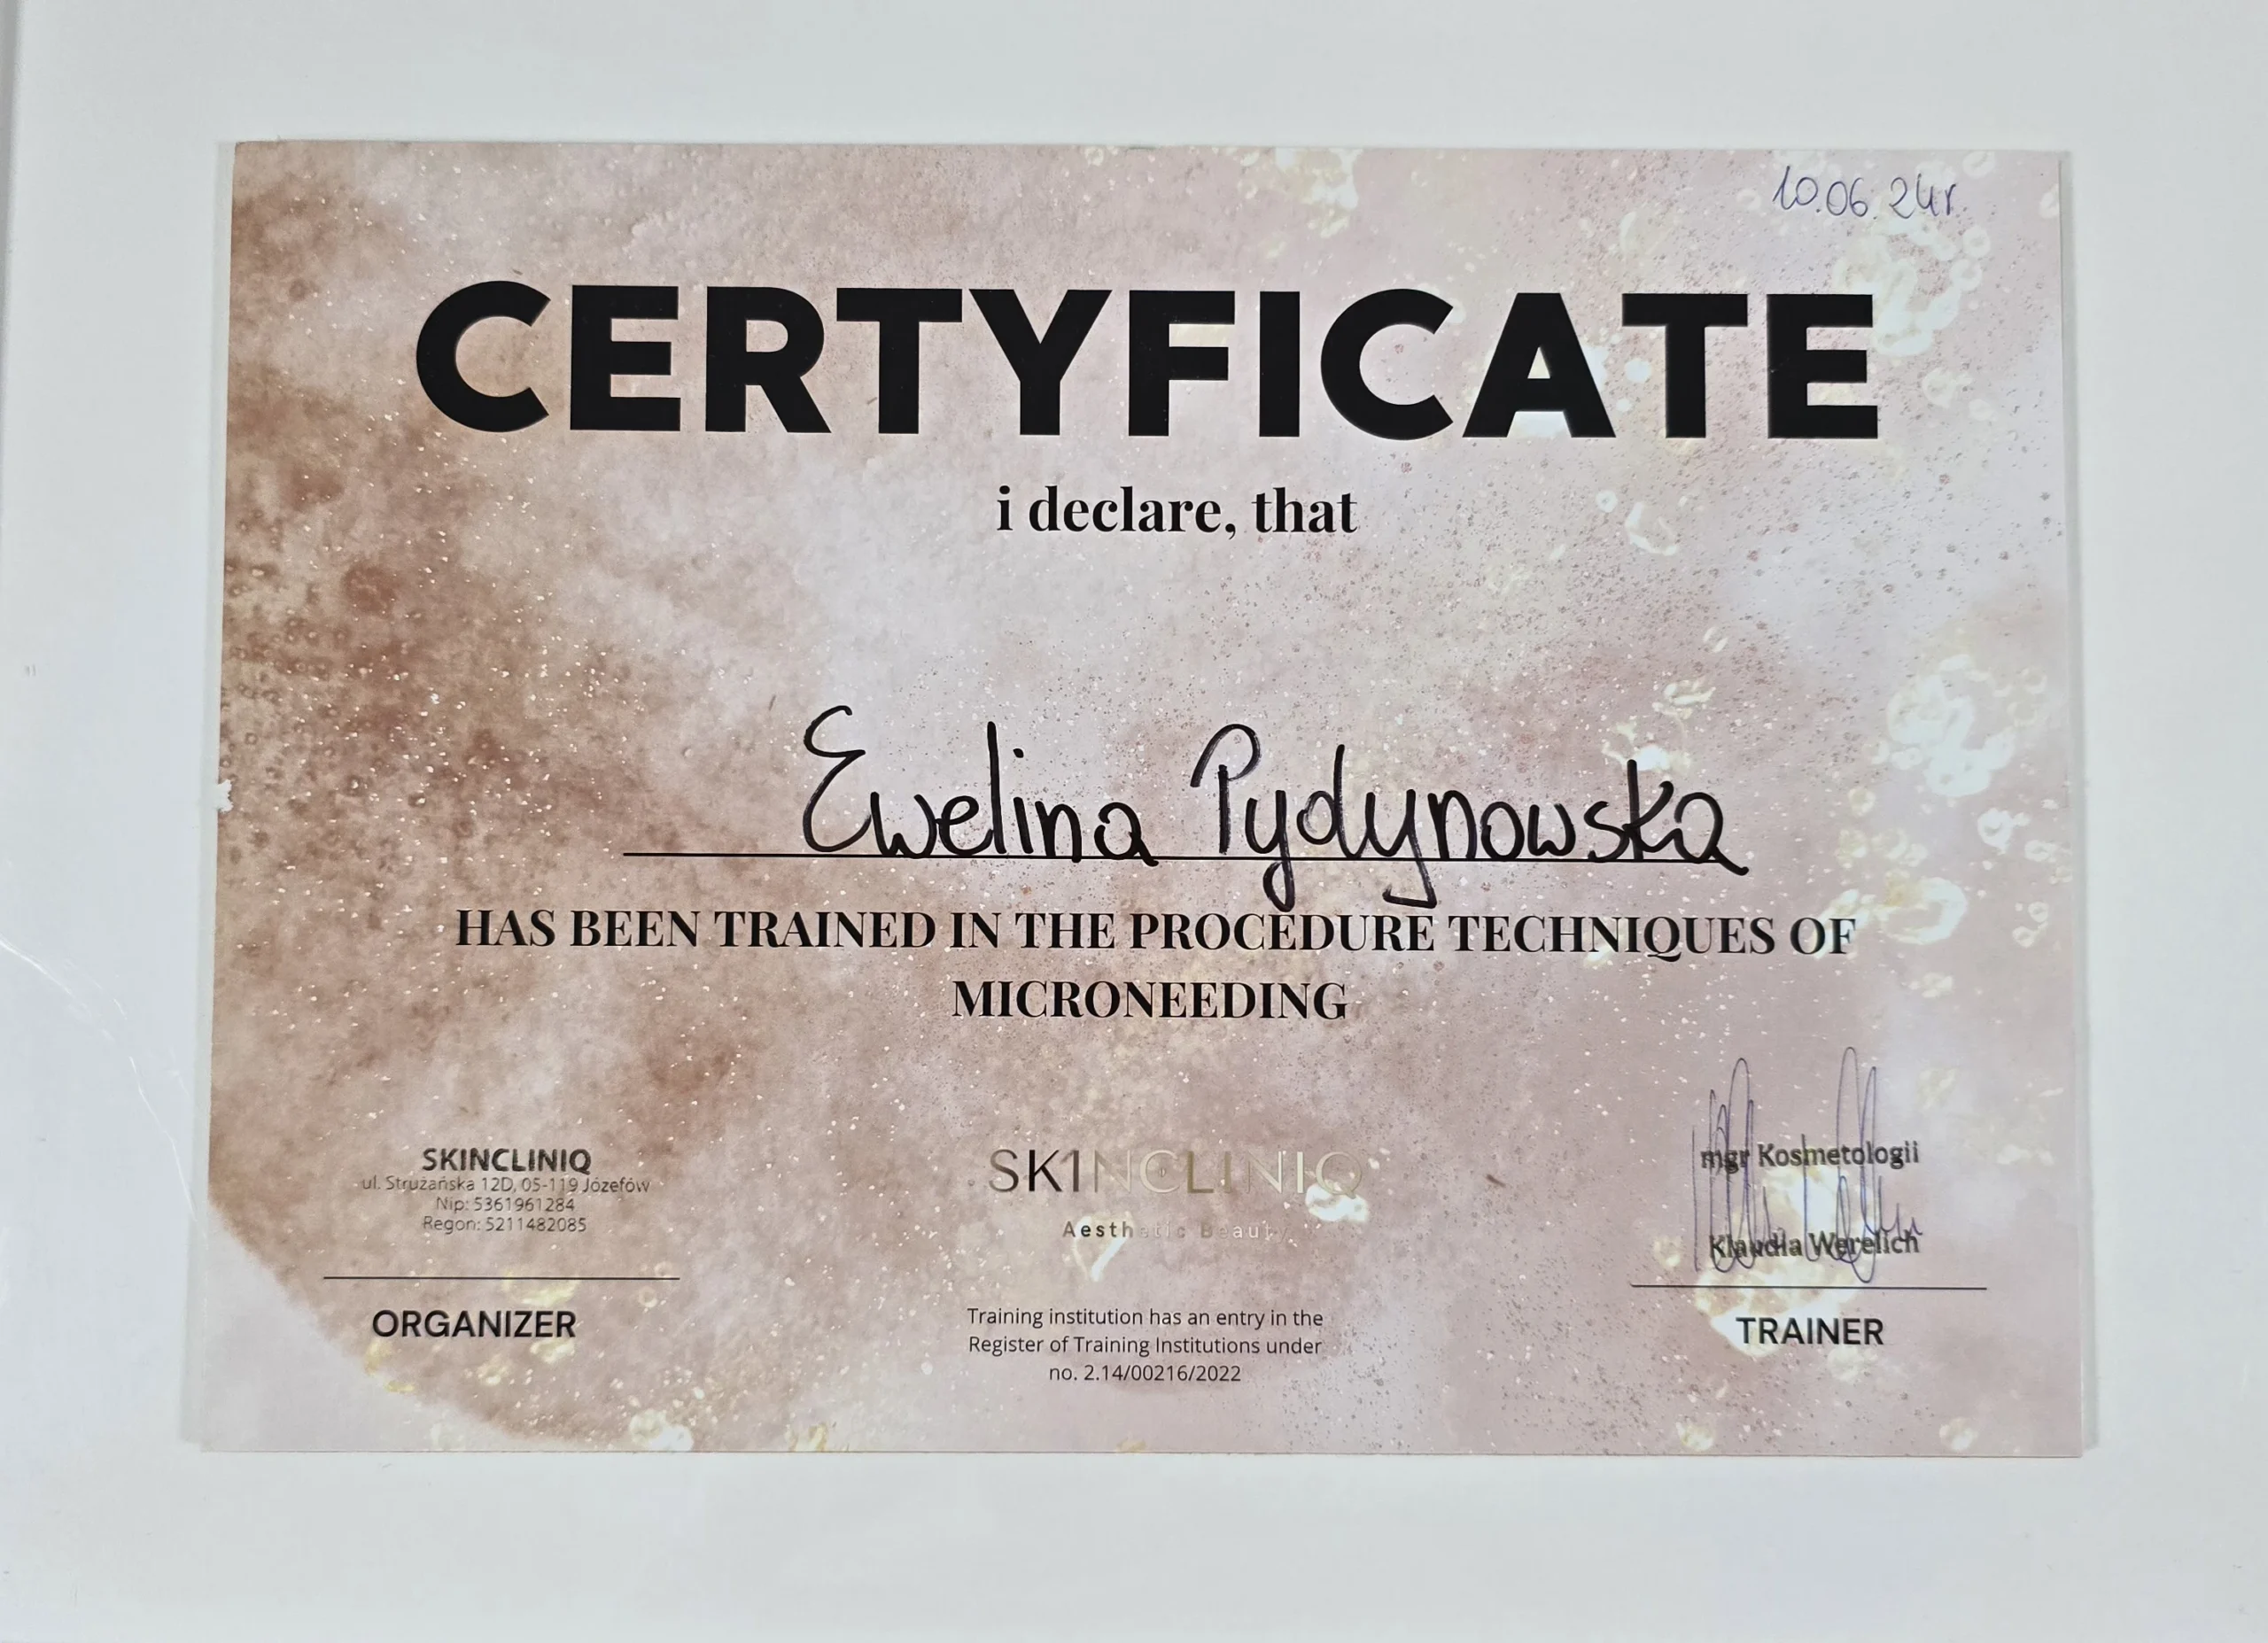 10.06.24r.
CERTYFICATE
i declare, that
Ewelina Pydynowska
HAS BEEN TRAINED IN THE PROCEDURE TECHNIQUES OF
MICRONEEDING
SKINCLINIQ
ul. Strużańska 12D, 05-119 Józefów
Nip: 5361961284
Regon: 5211482085
ORGANIZER
SKINCLINIQ
Aesthetic Beauty
Training institution has an entry in the
Register of Training Institutions under
no. 2.14/00216/2022
mgr Kosmetologii
Klaudia Werelich
TRAINER